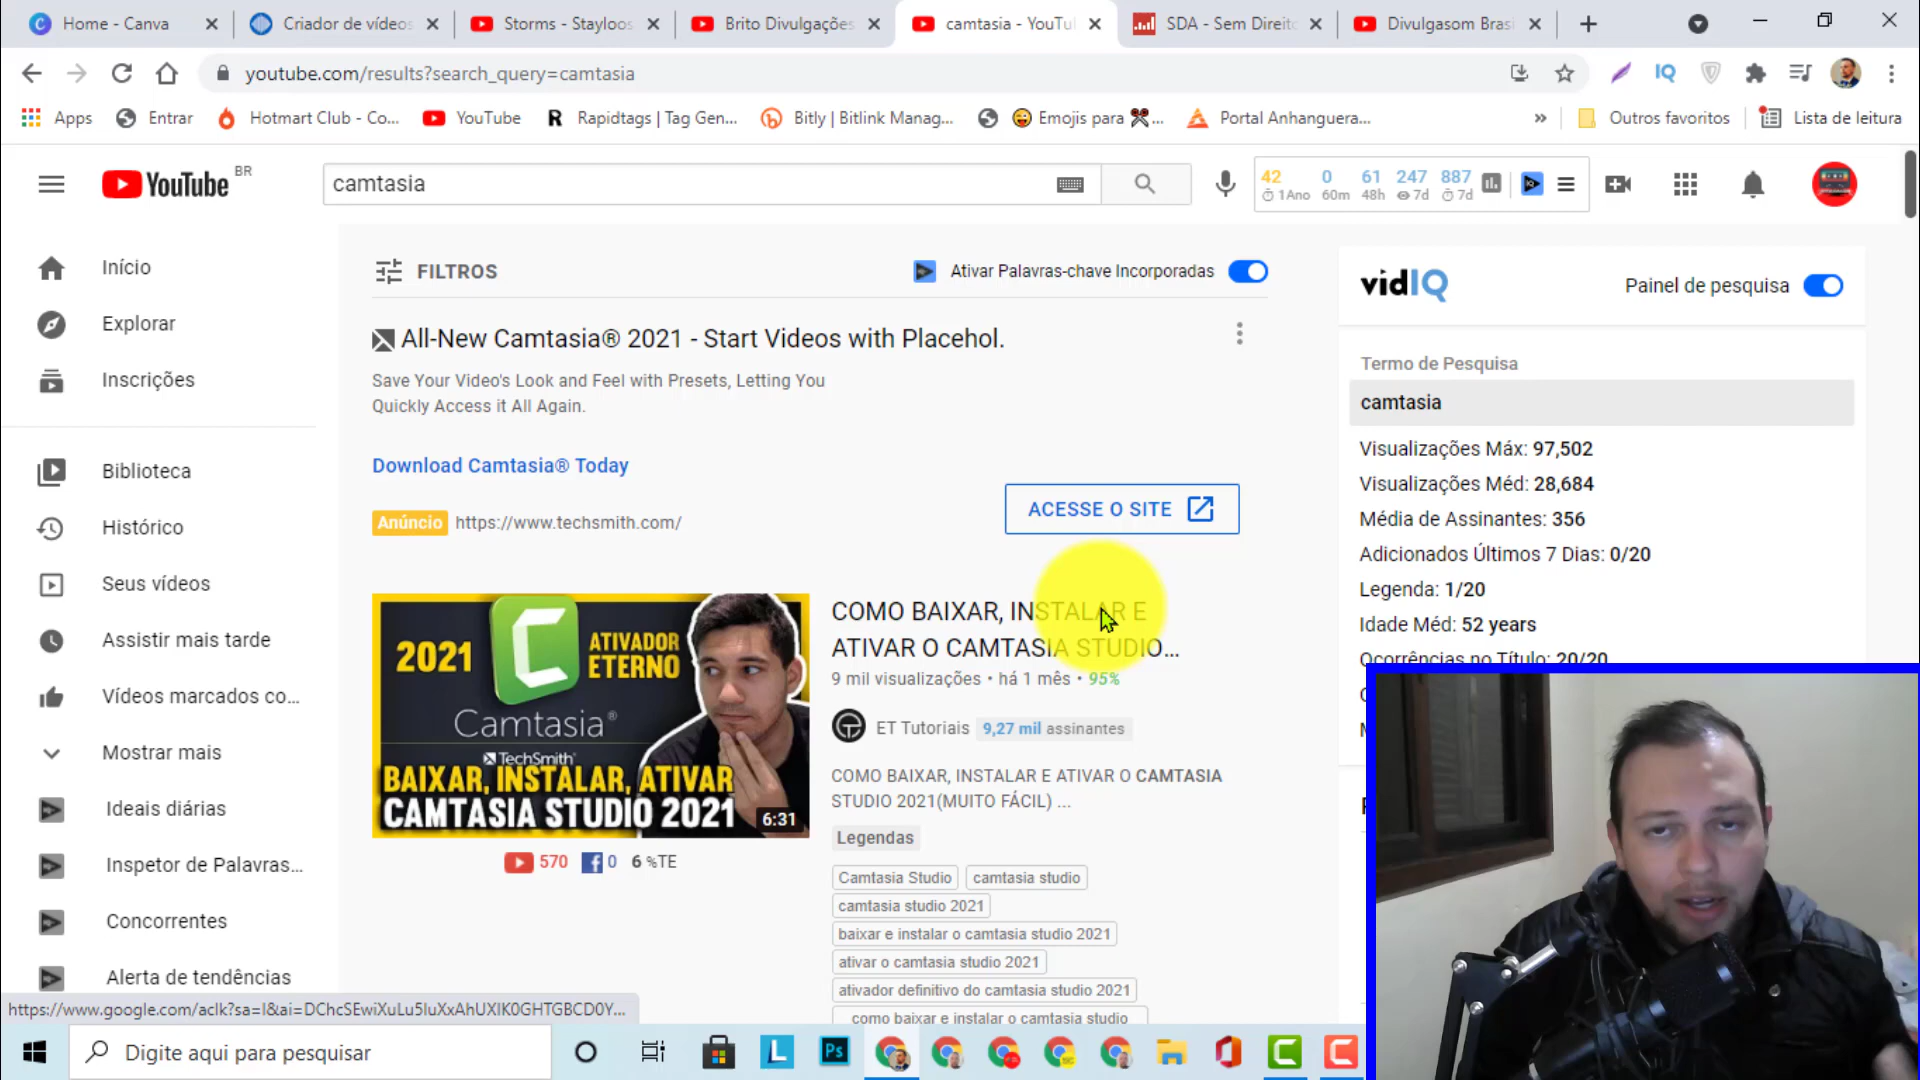 Home - Canva
Criador de vídeos
Storms - Stayloos
Brito Divulgações
camtasia - YouTu
SDA - Sem Direito
Divulgasom Brasi
youtube.com/results?search_query=camtasia
IQ
Apps
Entrar
Hotmart Club - Co...
YouTube
R
Rapidtags | Tag Gen...
Bitly | Bitlink Manag...
Emojis para
...
Portal Anhanguera...
»
Outros favoritos
Lista de leitura
YouTube BR
camtasia
42 0 61 247 887
1Ano 60m 48h 7d 7d
Início
Explorar
Inscrições
Biblioteca
Histórico
Seus vídeos
Assistir mais tarde
Vídeos marcados co...
Mostrar mais
Ideais diárias
Inspetor de Palavras...
Concorrentes
Alerta de tendências
FILTROS
Ativar Palavras-chave Incorporadas
All-New Camtasia® 2021 - Start Videos with Placehol.
Save Your Video's Look and Feel with Presets, Letting You
Quickly Access it All Again.
Download Camtasia® Today
Anúncio https://www.techsmith.com/
ACESSE O SITE
2021
ATIVADOR
ETERNO
Camtasia®
TechSmith®
BAIXAR, INSTALAR, ATIVAR
CAMTASIA STUDIO 2021
6:31
570 0 6 %TE
COMO BAIXAR, INSTALAR E
ATIVAR O CAMTASIA STUDIO...
9 mil visualizações • há 1 mês • 95%
ET Tutoriais 9,27 mil assinantes
COMO BAIXAR, INSTALAR E ATIVAR O CAMTASIA
STUDIO 2021(MUITO FÁCIL) ...
Legendas
Camtasia Studio camtasia studio
camtasia studio 2021
baixar e instalar o camtasia studio 2021
ativar o camtasia studio 2021
ativador definitivo do camtasia studio 2021
como baixar e instalar o camtasia studio
vidIQ
Painel de pesquisa
Termo de Pesquisa
camtasia
Visualizações Máx: 97,502
Visualizações Méd: 28,684
Média de Assinantes: 356
Adicionados Últimos 7 Dias: 0/20
Legenda: 1/20
Idade Méd: 52 years
Ocorrências no Título: 20/20
https://www.google.com/aclk?sa=l&ai=DChcSEwiXuLu5luXxAhUXIK0GHTGBCD0Y...
Digite aqui para pesquisar
L
Ps